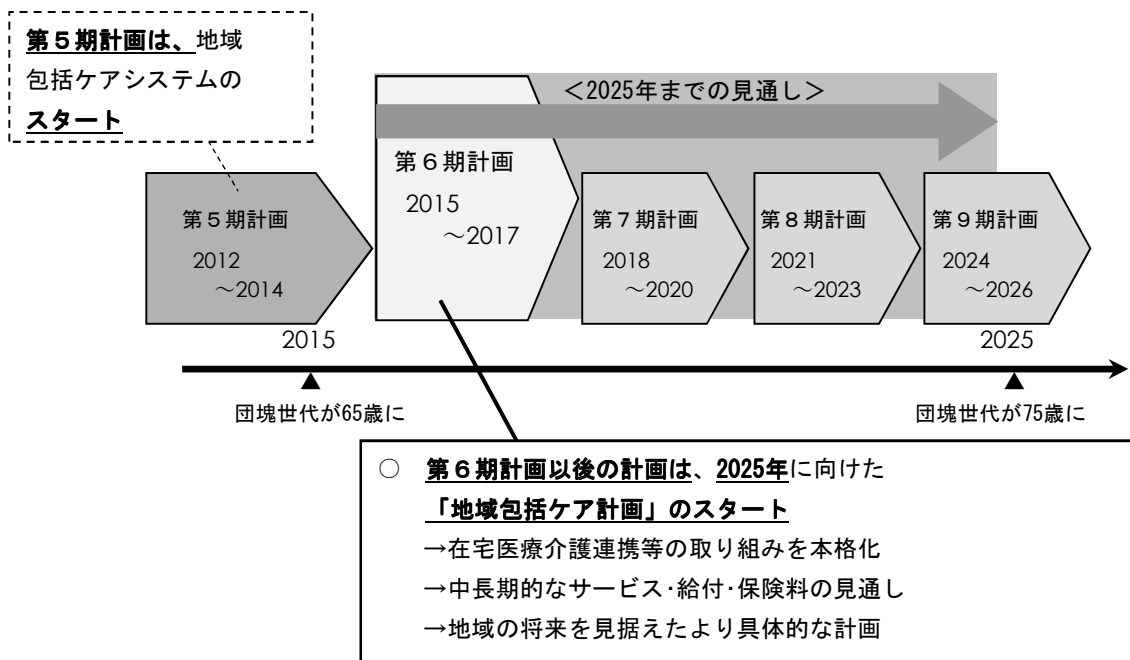 第５期計画は、地域
包括ケアシステムの
スタート
＜2025年までの見通し＞
第５期計画
2012
～2014
第６期計画
2015
～2017
第７期計画
2018
～2020
第８期計画
2021
～2023
第９期計画
2024
～2026
2015
2025
▲
▲
団塊世代が65歳に
団塊世代が75歳に
○　第６期計画以後の計画は、2025年に向けた
「地域包括ケア計画」のスタート
→在宅医療介護連携等の取り組みを本格化
→中長期的なサービス・給付・保険料の見通し
→地域の将来を見据えたより具体的な計画